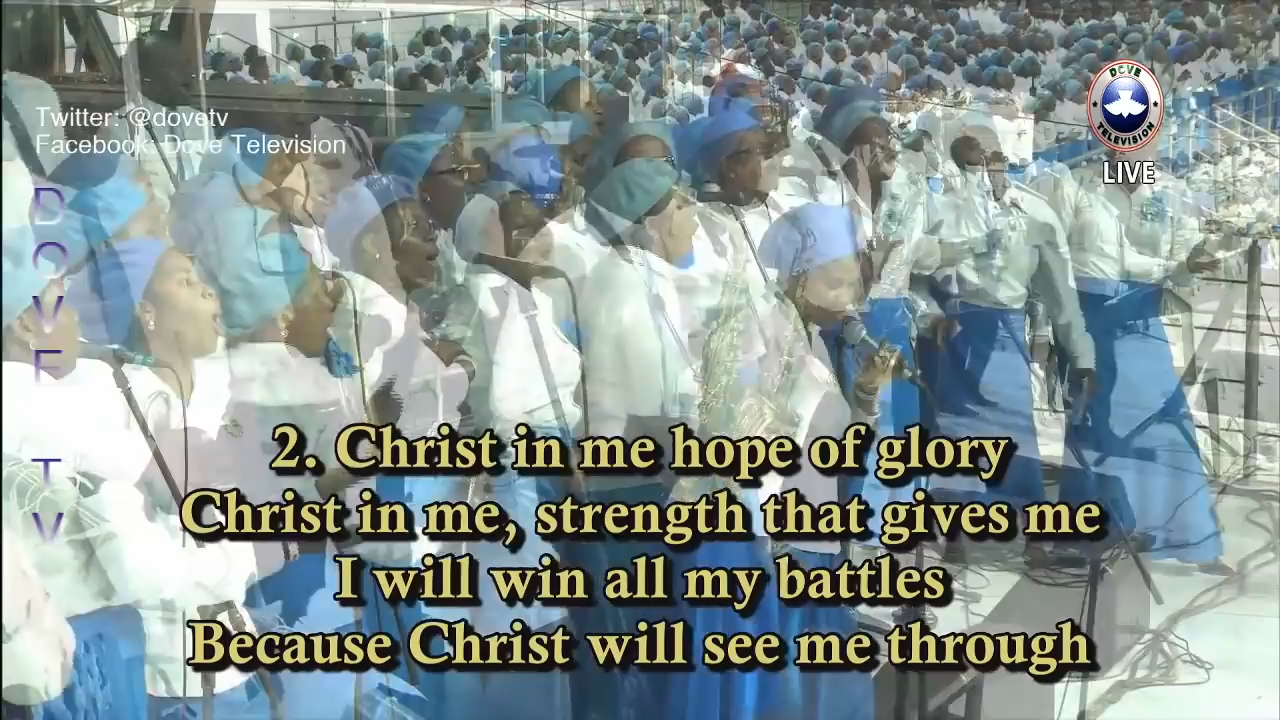 Twitter: @dovetv
Facebook: Dove Television
DOVE
TELEVISION
LIVE
DOVE TV
2. Christ in me hope of glory
Christ in me, strength that gives me
I will win all my battles
Because Christ will see me through